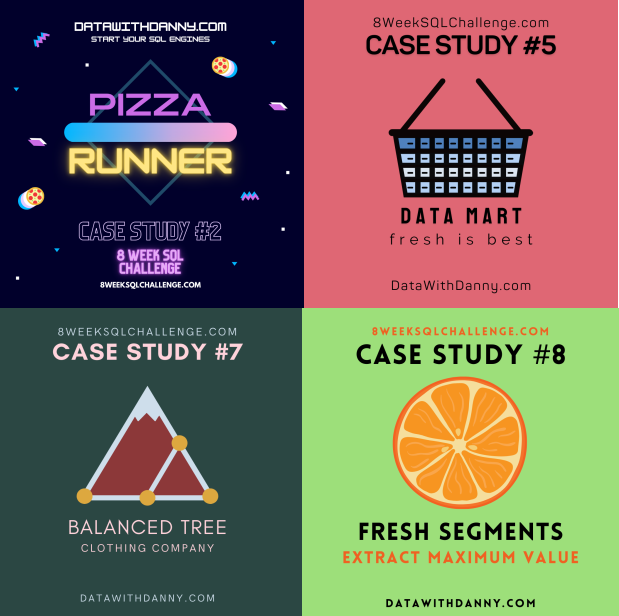 DATAWITHDANNY.COM
START YOUR SQL ENGINES
PIZZA
RUNNER
CASE STUDY #2
8 WEEK SQL
CHALLENGE
8WEEKSQLCHALLENGE.COM
8WeekSQLChallenge.com
CASE STUDY #5
DATA MART
fresh is best
DataWithDanny.com
8WEEKSQLCHALLENGE.COM
CASE STUDY #7
BALANCED TREE
CLOTHING COMPANY
DATAWITHDANNY.COM
8WEEKSQLCHALLENGE.COM
CASE STUDY #8
FRESH SEGMENTS
EXTRACT MAXIMUM VALUE
DATAWITHDANNY.COM